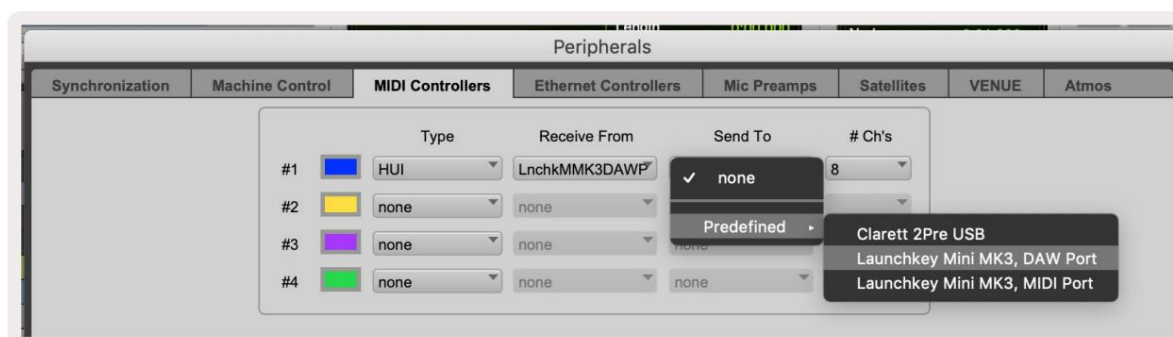 Length
Peripherals
Synchronization Machine Control MIDI Controllers Ethernet Controllers Mic Preamps Satellites VENUE Atmos
Type Receive From Send To # Ch's
#1 HUI LnchkMMK3DAWP ✓ none 8
#2 none none
Predefined
#3 none none none
#4 none none none
Clarett 2Pre USB
Launchkey Mini MK3, DAW Port
Launchkey Mini MK3, MIDI Port